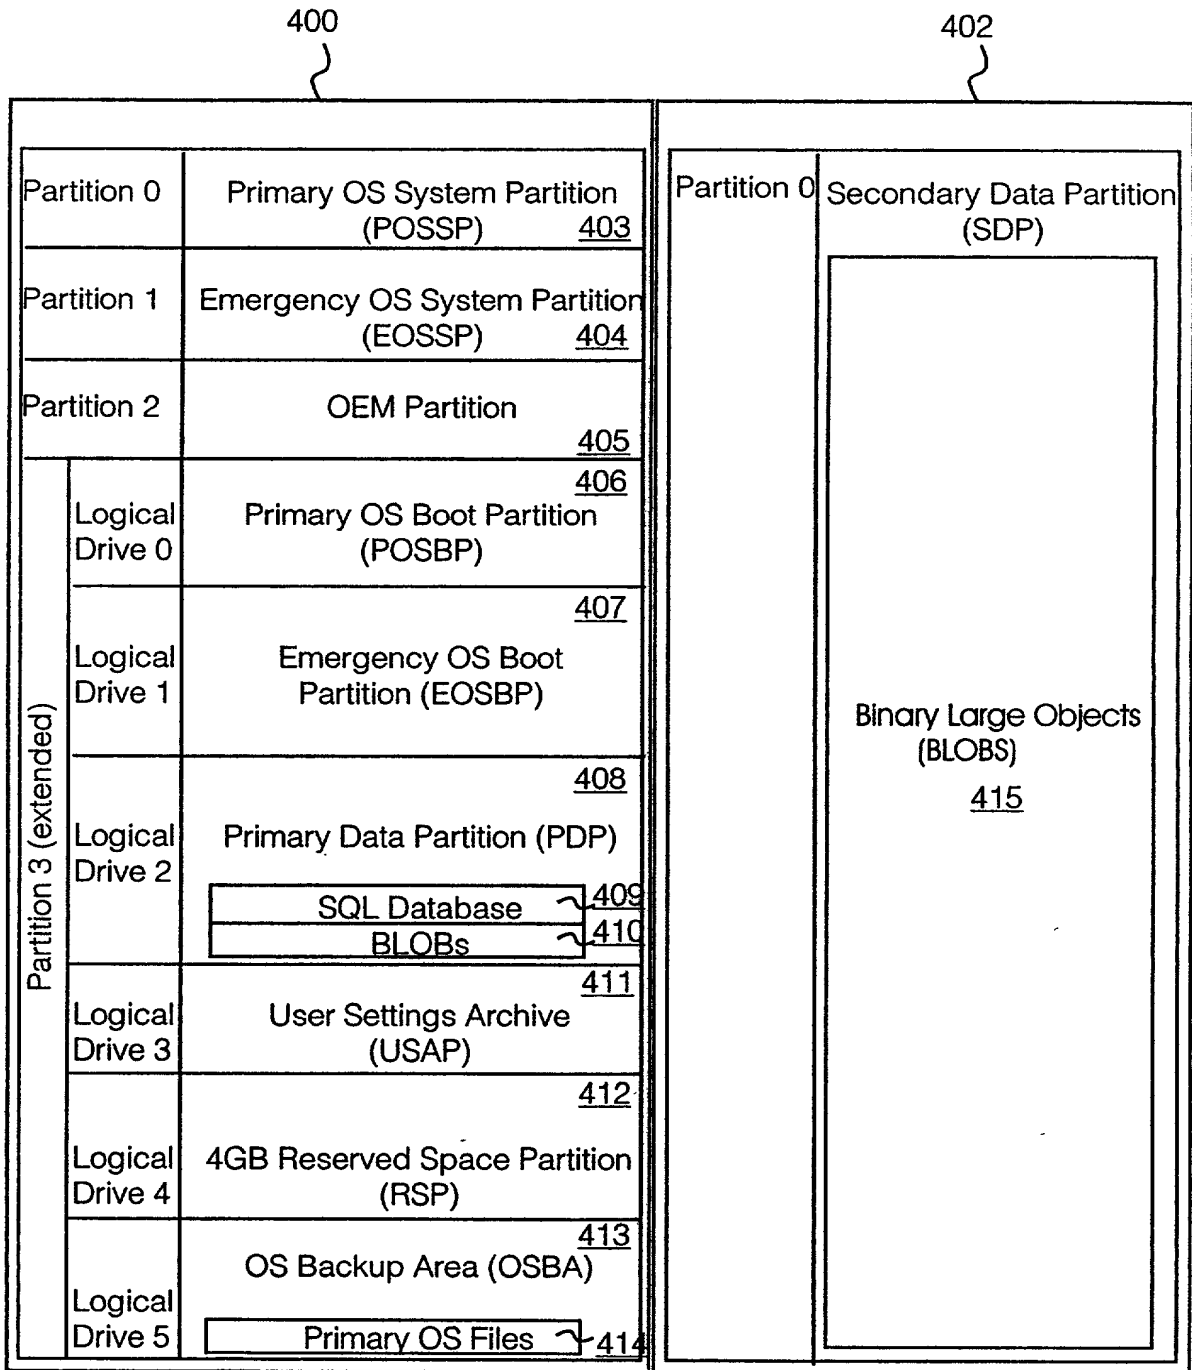 400
402
Partition 0
Primary OS System Partition
(POSSP) 403
Partition 1
Emergency OS System Partition
(EOSSP) 404
Partition 2
OEM Partition
405
Partition 3 (extended)
406
Logical
Drive 0
Primary OS Boot Partition
(POSBP)
407
Logical
Drive 1
Emergency OS Boot
Partition (EOSBP)
408
Logical
Drive 2
Primary Data Partition (PDP)
SQL Database 409
BLOBs 410
411
Logical
Drive 3
User Settings Archive
(USAP)
412
Logical
Drive 4
4GB Reserved Space Partition
(RSP)
413
OS Backup Area (OSBA)
Logical
Drive 5
Primary OS Files 414
Partition 0
Secondary Data Partition
(SDP)
Binary Large Objects
(BLOBS)
415